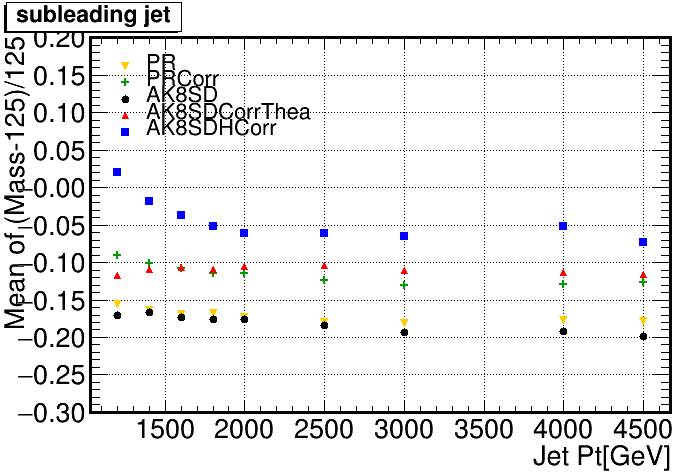 subleading jet
Mean of (Mass-125)/125
0.20
0.15
0.10
0.05
−0.00
−0.05
−0.10
−0.15
−0.20
−0.25
−0.30
PR
PRCorr
AK8SD
AK8SDCorrThea
AK8SDHCorr
1500 2000 2500 3000 3500 4000 4500
Jet Pt[GeV]